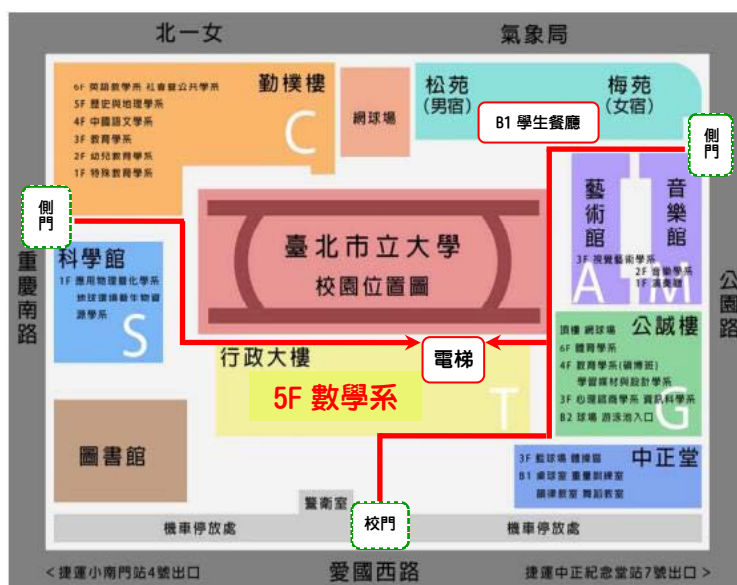 北一女
氣象局
勤樸樓
6F 英語教學系 社會暨公共學系
5F 歷史與地理學系
4F 中國語文學系
3F 教育學系
2F 幼兒教育學系
1F 特殊教育學系
C
網球場
松苑
(男宿)
梅苑
(女宿)
B1 學生餐廳
側門
側門
藝術館
音樂館
3F 視覺藝術學系
2F 音樂學系
1F 演奏廳
A
M
臺北市立大學
校園位置圖
重慶南路
公園路
科學館
1F 應用物理暨化學系
地球環境暨生物資
源學系
S
行政大樓
電梯
5F 數學系
T
公誠樓
頂樓 網球場
6F 體育學系
4F 教育學系(碩博班)
學習媒材與設計學系
3F 心理諮商學系 資訊科學系
B2 球場 游泳池入口
G
圖書館
中正堂
3F 籃球場 體操區
B1 桌球室 重量訓練室
韻律教室 舞蹈教室
警衛室
校門
機車停放處
機車停放處
<捷運小南門站4號出口
愛國西路
捷運中正紀念堂站7號出口>